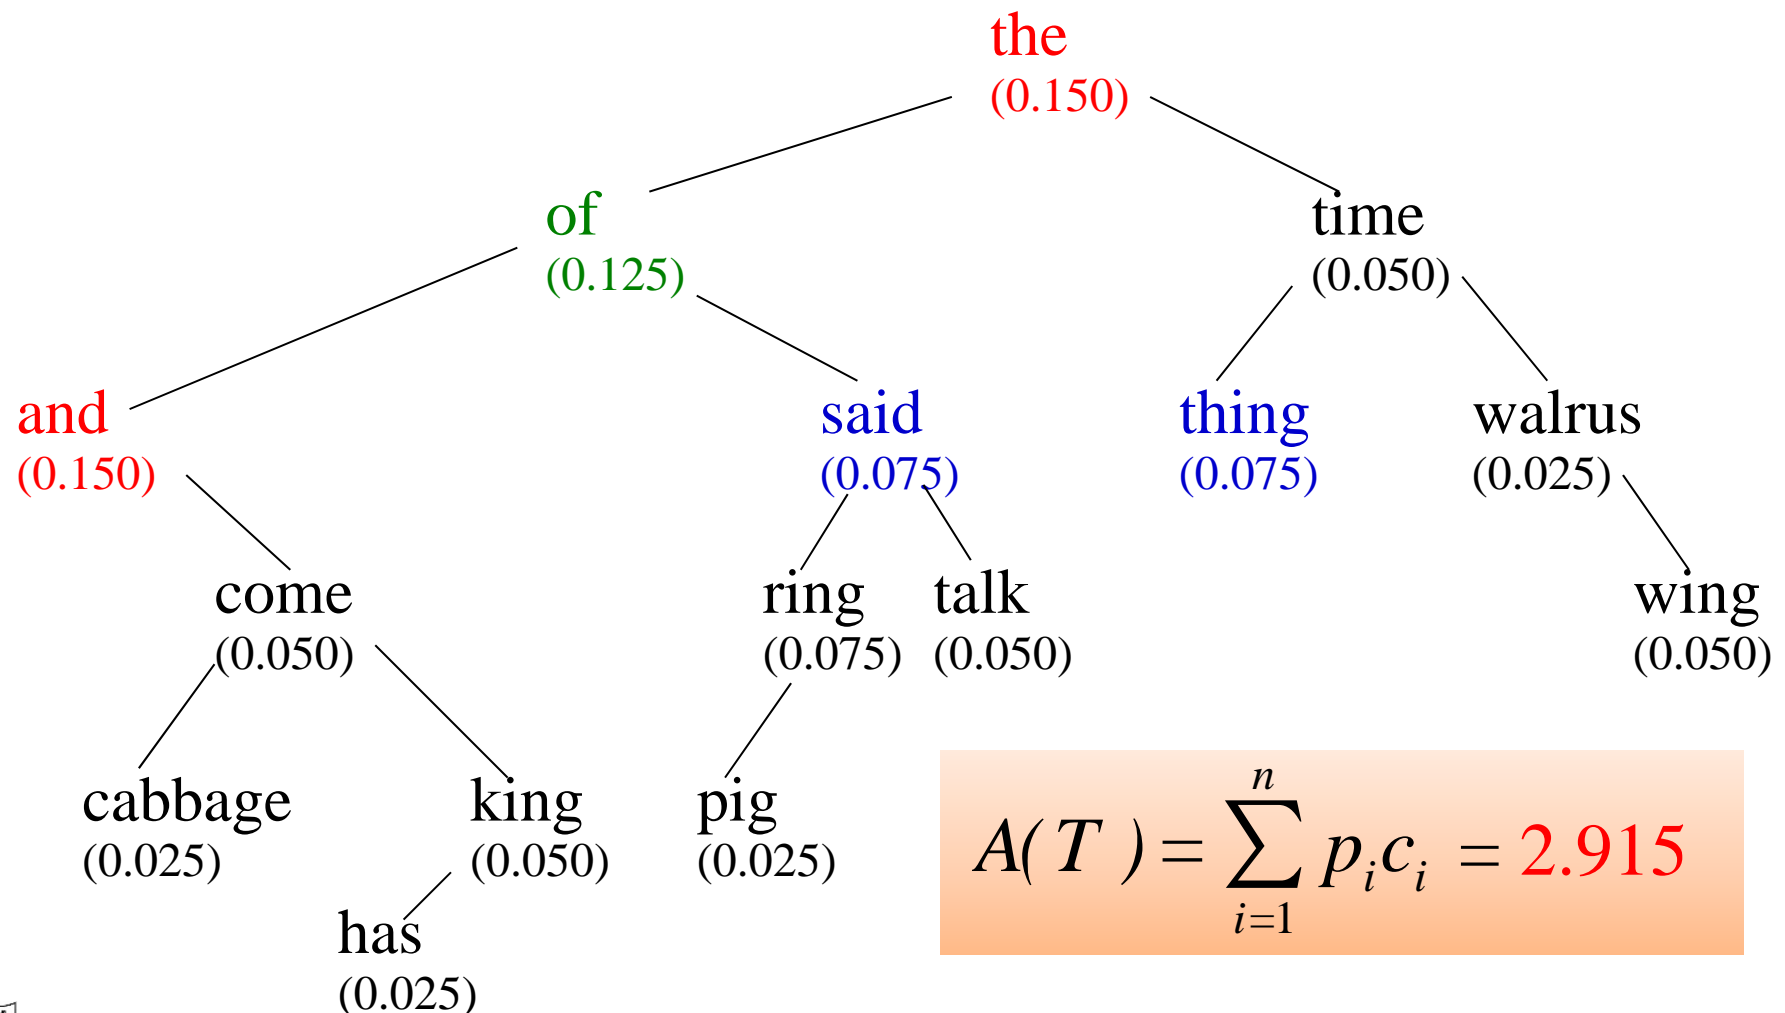 the
(0.150)
of
(0.125)
time
(0.050)
and
(0.150)
said
(0.075)
thing
(0.075)
walrus
(0.025)
come
(0.050)
ring
(0.075)
talk
(0.050)
wing
(0.050)
cabbage
(0.025)
king
(0.050)
pig
(0.025)
has
(0.025)
A(T) = \sum_{i=1}^{n} p_i c_i = 2.915